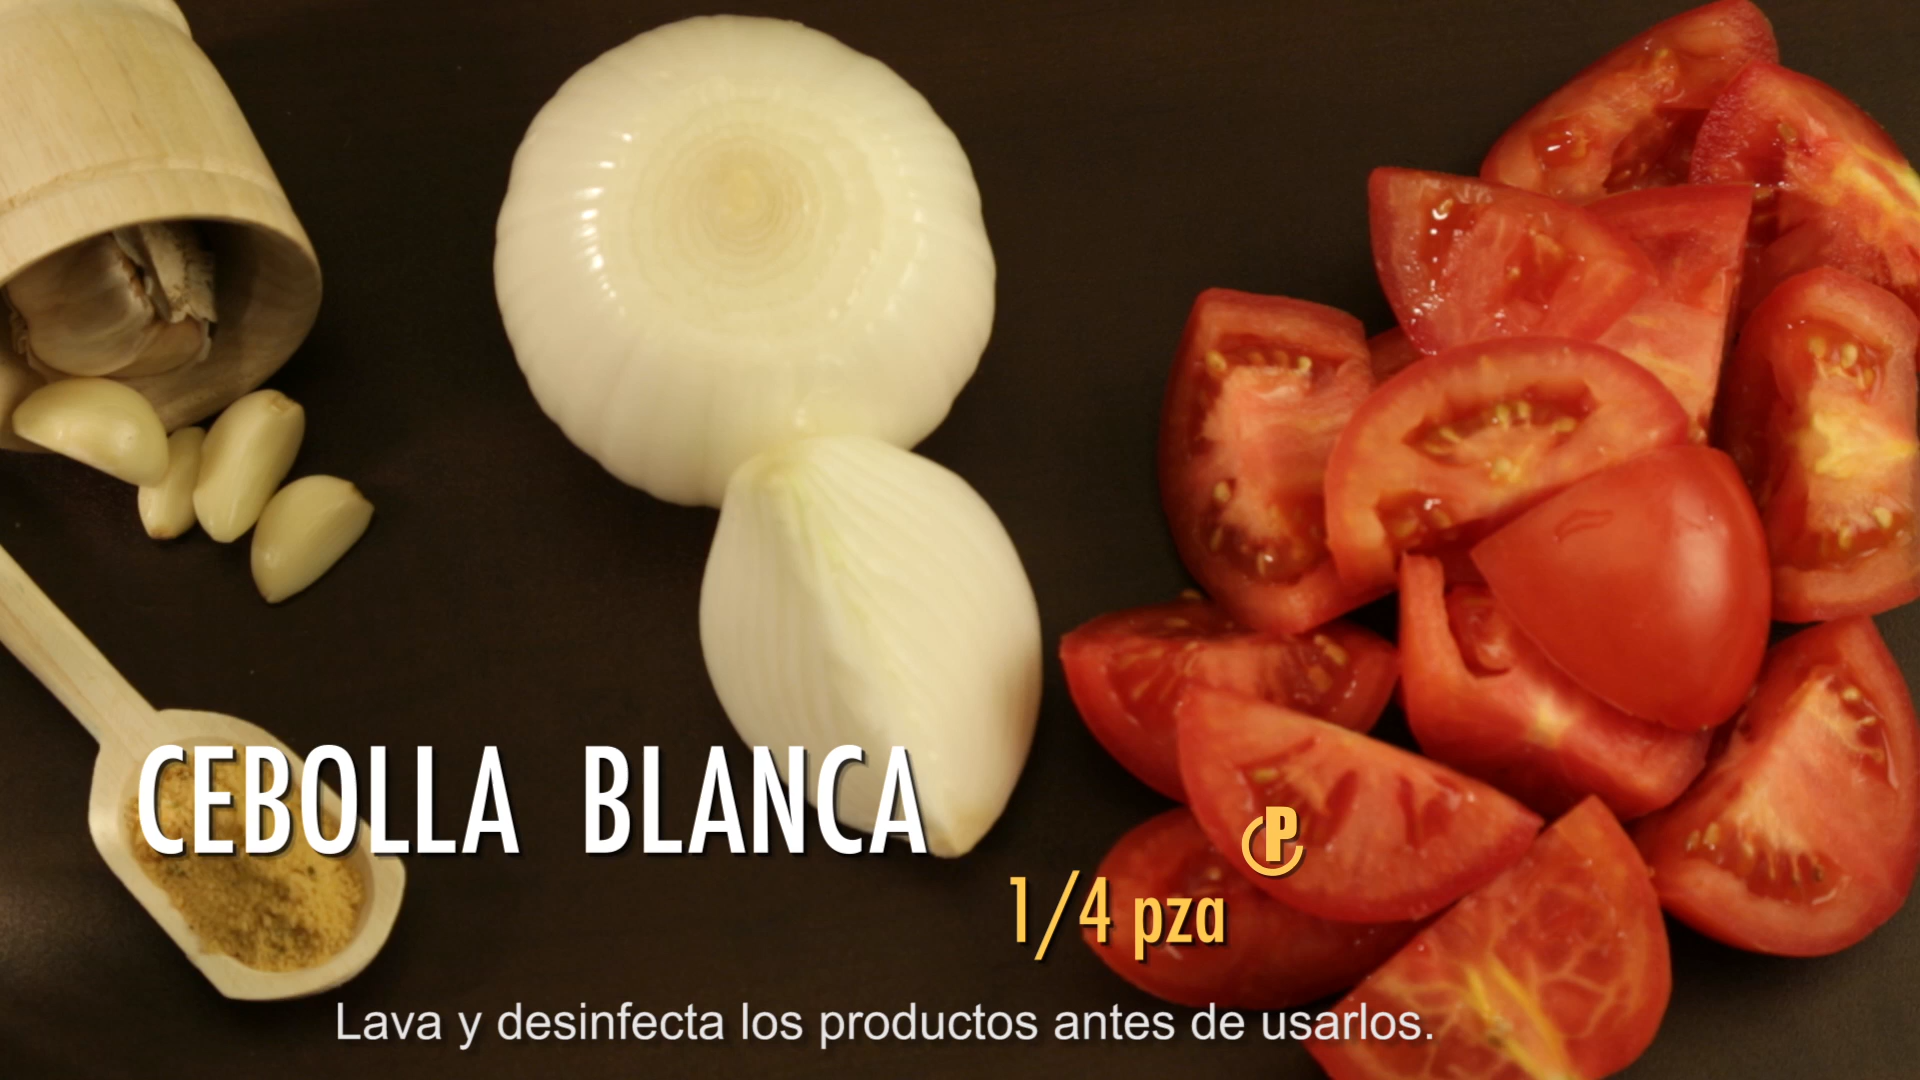 CEBOLLA BLANCA
P
1/4 pza
Lava y desinfecta los productos antes de usarlos.